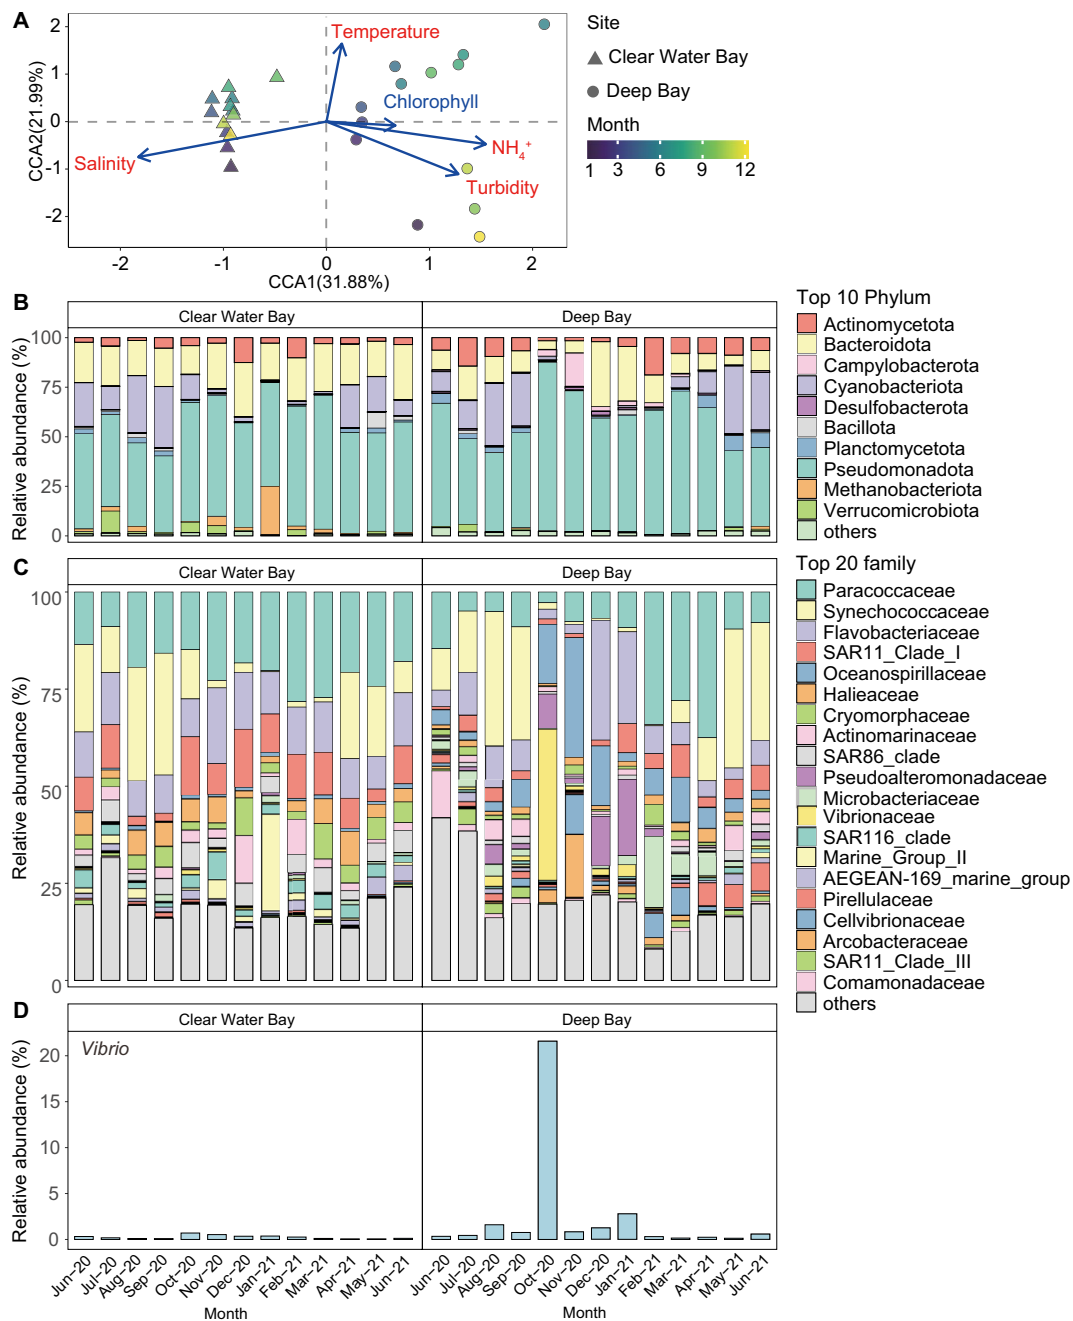 A
2
1
0
-1
-2
CCA2(21.99%)
Temperature
Chlorophyll
NH₄⁺
Salinity
Turbidity
-2
-1
0
1
2
CCA1(31.88%)
Site
Clear Water Bay
Deep Bay
Month
1
3
6
9
12
B
Clear Water Bay
Deep Bay
Relative abundance (%)
100
75
50
25
0
Top 10 Phylum
Actinomycetota
Bacteroidota
Campylobacterota
Cyanobacteriota
Desulfobacterota
Bacillota
Planctomycetota
Pseudomonadota
Methanobacteriota
Verrucomicrobiota
others
C
Clear Water Bay
Deep Bay
Relative abundance (%)
100
75
50
25
0
Top 20 family
Paracoccaceae
Synechococcaceae
Flavobacteriaceae
SAR11_Clade_I
Oceanospirillaceae
Halieaceae
Cryomorphaceae
Actinomarinaceae
SAR86_clade
Pseudoalteromonadaceae
Microbacteriaceae
Vibrionaceae
SAR116_clade
Marine_Group_II
AEGEAN-169_marine_group
Pirellulaceae
Cellvibrionaceae
Arcobacteraceae
SAR11_Clade_III
Comamonadaceae
others
D
Clear Water Bay
Deep Bay
Vibrio
Relative abundance (%)
20
15
10
5
0
Jun-20
Jul-20
Aug-20
Sep-20
Oct-20
Nov-20
Dec-20
Jan-21
Feb-21
Mar-21
Apr-21
May-21
Jun-21
Month
Jun-20
Jul-20
Aug-20
Sep-20
Oct-20
Nov-20
Dec-20
Jan-21
Feb-21
Mar-21
Apr-21
May-21
Jun-21
Month